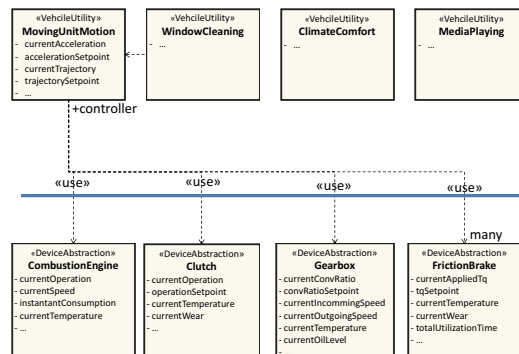 «VehcileUtility»
MovingUnitMotion
- currentAcceleration
- accelerationSetpoint
- currentTrajectory
- trajectorySetpoint
- ...
«VehcileUtility»
WindowCleaning
- ...
«VehcileUtility»
ClimateComfort
- ...
«VehcileUtility»
MediaPlaying
- ...
+controller
«use»
«use»
«use»
«use»
many
«DeviceAbstraction»
CombustionEngine
- currentOperation
- currentSpeed
- instantConsumption
- currentTemperature
- ...
«DeviceAbstraction»
Clutch
- currentOperation
- operationSetpoint
- currentTemperature
- currentWear
- ...
«DeviceAbstraction»
Gearbox
- currentConvRatio
- convRatioSetpoint
- currentIncommingSpeed
- currentOutgoingSpeed
- currentTemperature
- currentOilLevel
-
«DeviceAbstraction»
FrictionBrake
- currentAppliedTq
- tqSetpoint
- currentTemperature
- currentWear
- totalUtilizationTime
- ...